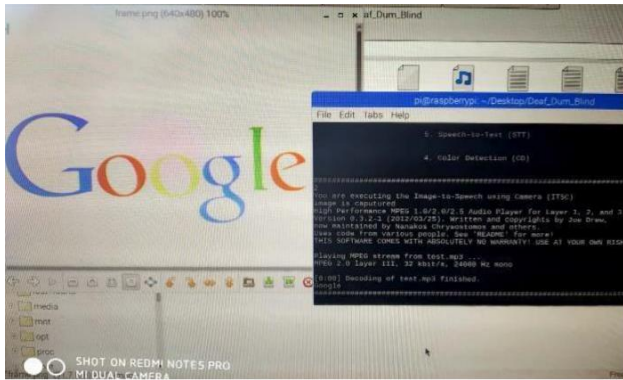 frame.png (640x480) 100%
af_Dum_Blind
Google
pi@raspberrypi: ~/Desktop/Deaf_Dum_Blind
File Edit Tabs Help
5. Speech-to-Text (STT)
4. Color Detection (CD)
2
You are executing the Image-to-Speech using Camera (ITSC)
image is caputured
High Performance MPEG 1.0/2.0/2.5 Audio Player for Layer 1, 2, and 3
Version 0.3.2-1 (2012/03/25). Written and copyrights by Joe Drew,
now maintained by Nanakos Chrysostomos and others.
Uses code from various people. See 'README' for more!
THIS SOFTWARE COMES WITH ABSOLUTELY NO WARRANTY! USE AT YOUR OWN RISK
Playing MPEG stream from test.mp3 ...
MPEG 2.0 layer III, 32 kbit/s, 24000 Hz mono
[0:00] Decoding of test.mp3 finished.
Google
media
mnt
opt
proc
SHOT ON REDMI NOTE5 PRO
MI DUAL CAMERA